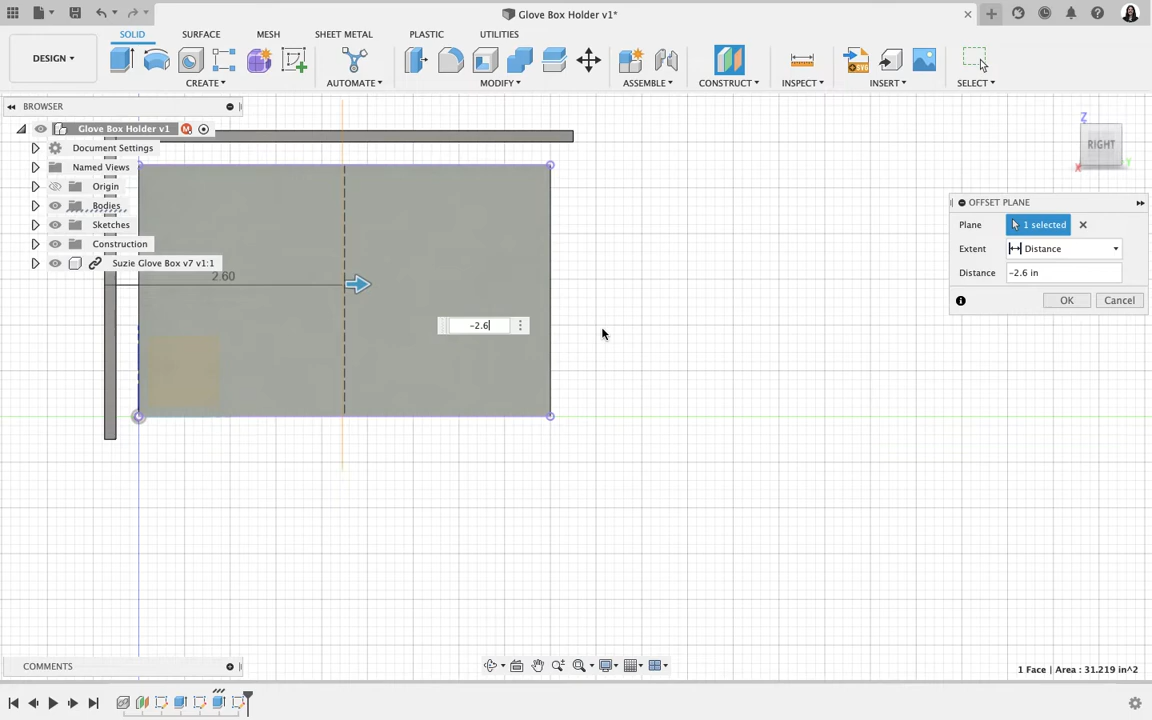 Glove Box Holder v1*
DESIGN
SOLID SURFACE MESH SHEET METAL PLASTIC UTILITIES
CREATE AUTOMATE MODIFY ASSEMBLE CONSTRUCT INSPECT INSERT SELECT
BROWSER
Glove Box Holder v1
Document Settings
Named Views
Origin
Bodies
Sketches
Construction
Suzie Glove Box v7 v1:1
2.60
-2.6
Z
RIGHT
X
Y
OFFSET PLANE
Plane 1 selected
Extent Distance
Distance -2.6 in
OK Cancel
COMMENTS
1 Face | Area : 31.219 in^2